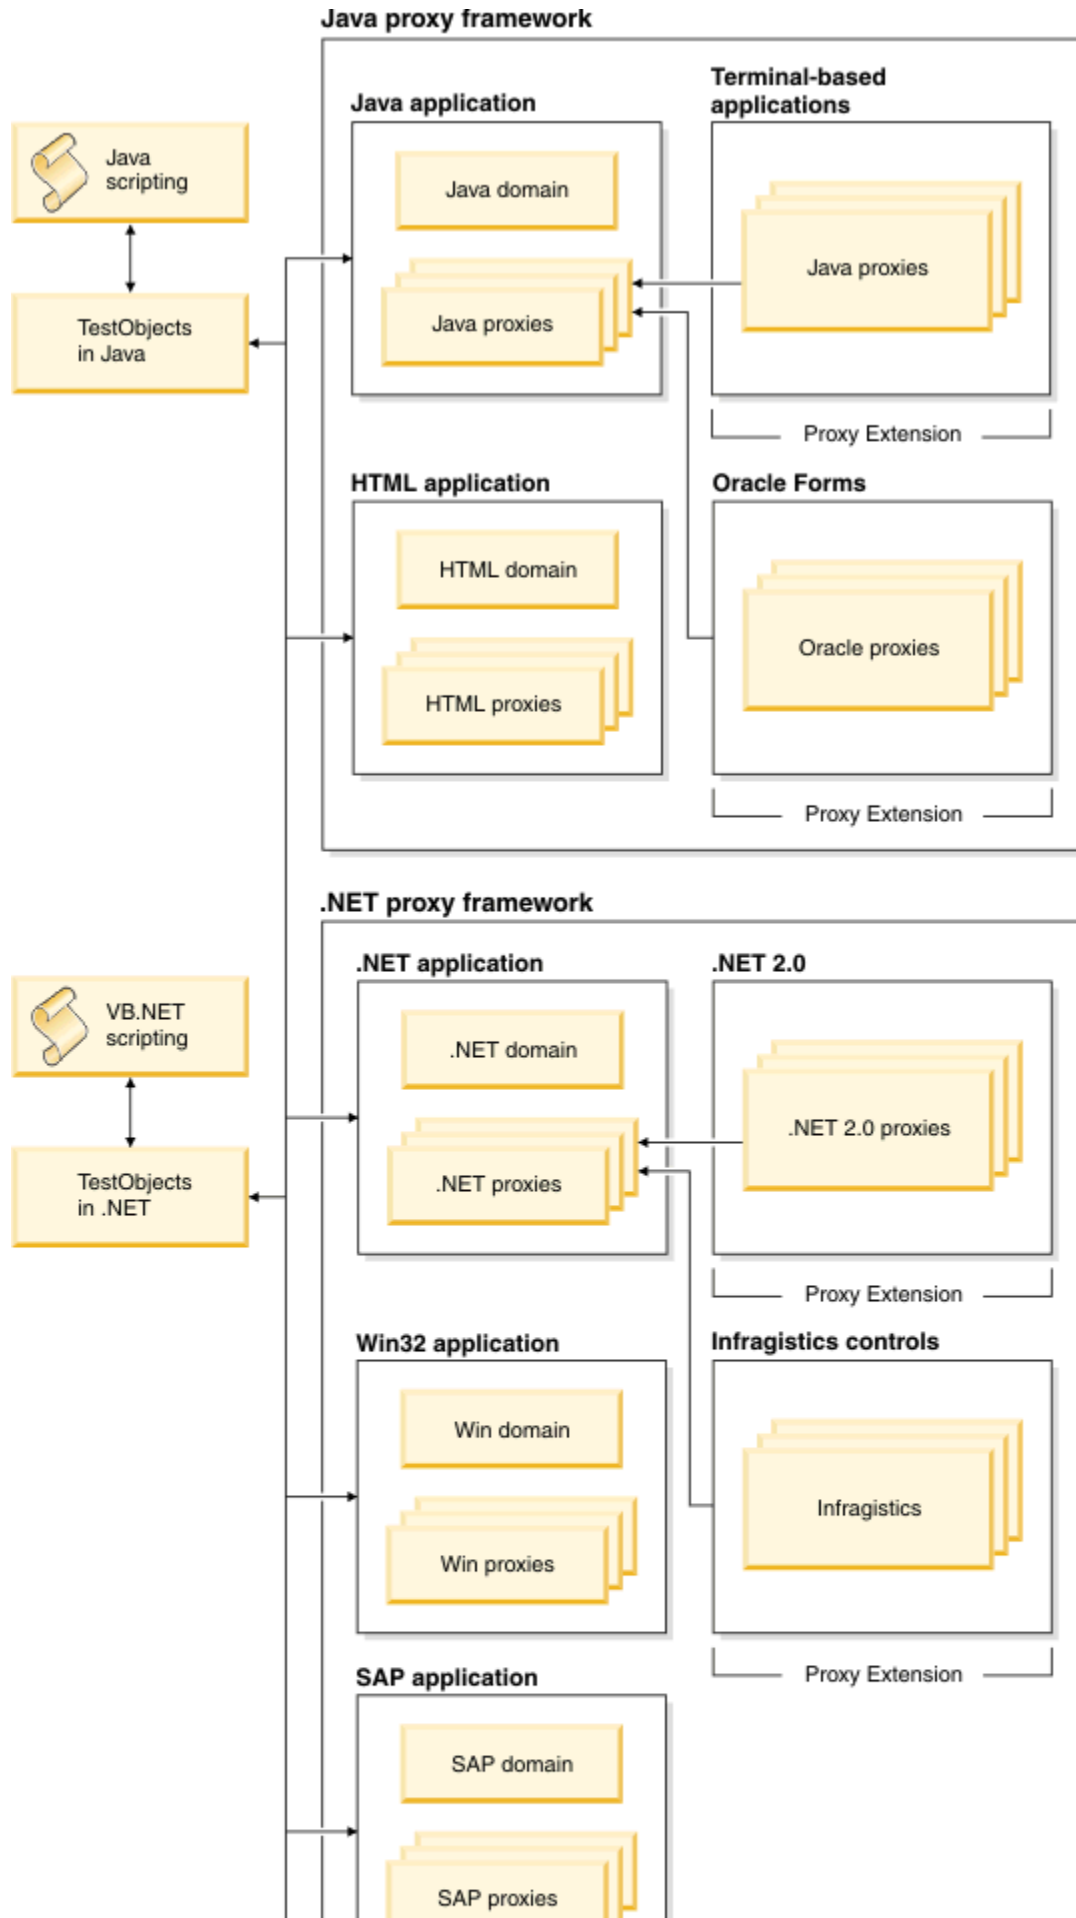 Java proxy framework
Java application
Terminal-based
applications
Java
scripting
Java domain
Java proxies
Java proxies
TestObjects
in Java
Proxy Extension
HTML application
Oracle Forms
HTML domain
Oracle proxies
HTML proxies
Proxy Extension
.NET proxy framework
.NET application
.NET 2.0
VB.NET
scripting
.NET domain
.NET 2.0 proxies
.NET proxies
TestObjects
in .NET
Proxy Extension
Win32 application
Infragistics controls
Win domain
Infragistics
Win proxies
Proxy Extension
SAP application
SAP domain
SAP proxies